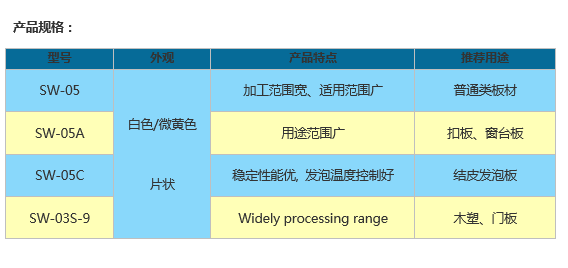 产品规格：
型号 外观 产品特点 推荐用途
SW-05 加工范围宽、适用范围广 普通类板材
白色/微黄色
SW-05A 用途范围广 扣板、窗台板
SW-05C 稳定性能优，发泡温度控制好 结皮发泡板
片状
SW-03S-9 Widely processing range 木塑、门板